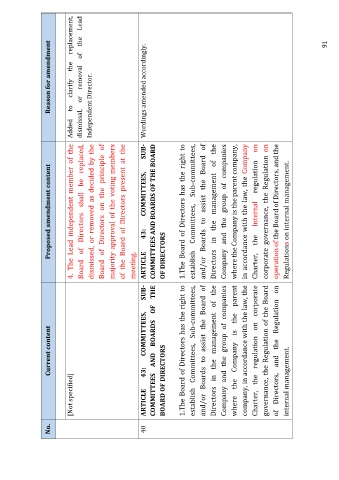 No.
Current content
Proposed amendment content
Reason for amendment
[Not specified]
4. The Lead independent member of the
Board of Directors shall be replaced,
dismissed, or removed as decided by the
Board of Directors on the principle of
majority approval of the voting members
of the Board of Directors present at the
meeting.
Added to clarify the replacement,
dismissal, or removal of the Lead
Independent Director.
40
ARTICLE 43: COMMITTEES, SUB-
COMMITTEES AND BOARDS OF THE
BOARD OF DIRECTORS
1.The Board of Directors has the right to
establish Committees, Sub-committees,
and/or Boards to assist the Board of
Directors in the management of the
Company and the group of companies
where the Company is the parent
company, in accordance with the law, the
Charter, the regulation on corporate
governance, the Regulation of the Board
of Directors, and the Regulation on
internal management.
ARTICLE 43: COMMITTEES, SUB-
COMMITTEES AND BOARDS OF THE BOARD
OF DIRECTORS
1.The Board of Directors has the right to
establish Committees, Sub-committees,
and/or Boards to assist the Board of
Directors in the management of the
Company and the group of companies
where the Company is the parent company,
in accordance with the law, the Company
Charter, the Internal regulation on
corporate governance, the Regulation on
operation of the Board of Directors, and the
Regulations on internal management.
Wordings amended accordingly.
91